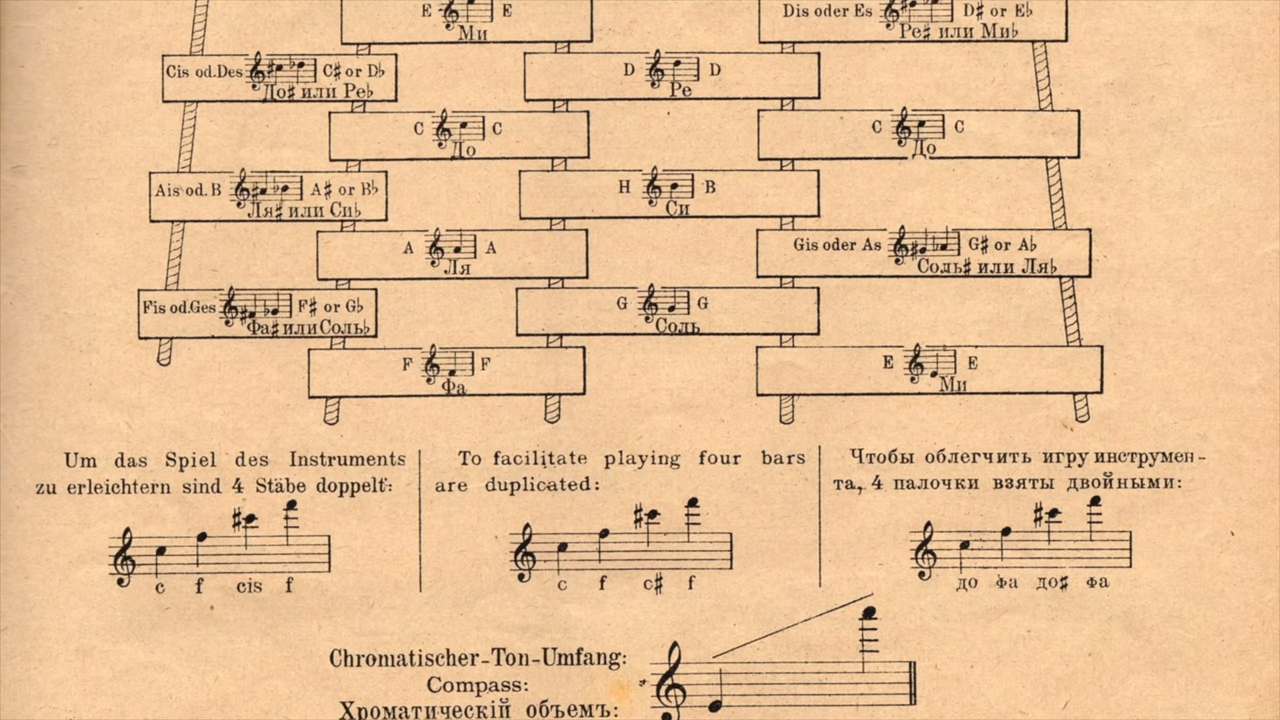 E E
Ми
Dis oder Es D♯ or E♭
Ре♯ или Ми♭
Cis od. Des C♯ or D♭
До♯ или Ре♭
D D
Ре
C C
До
C C
До
Ais od. B A♯ or B♭
Ля♯ или Си♭
H B
Си
A A
Ля
Gis oder As G♯ or A♭
Соль♯ или Ля♭
Fis od. Ges F♯ or G♭
Фа♯ или Соль♭
G G
Соль
F F
Фа
E E
Ми
Um das Spiel des Instruments
zu erleichtern sind 4 Stäbe doppelt:
c f cis f
To facilitate playing four bars
are duplicated:
c f c♯ f
Чтобы облегчить игру инструмен-
та, 4 палочки взяты двойными:
до фа до♯ фа
Chromatischer-Ton-Umfang:
Compass:
Хроматическій объемъ: